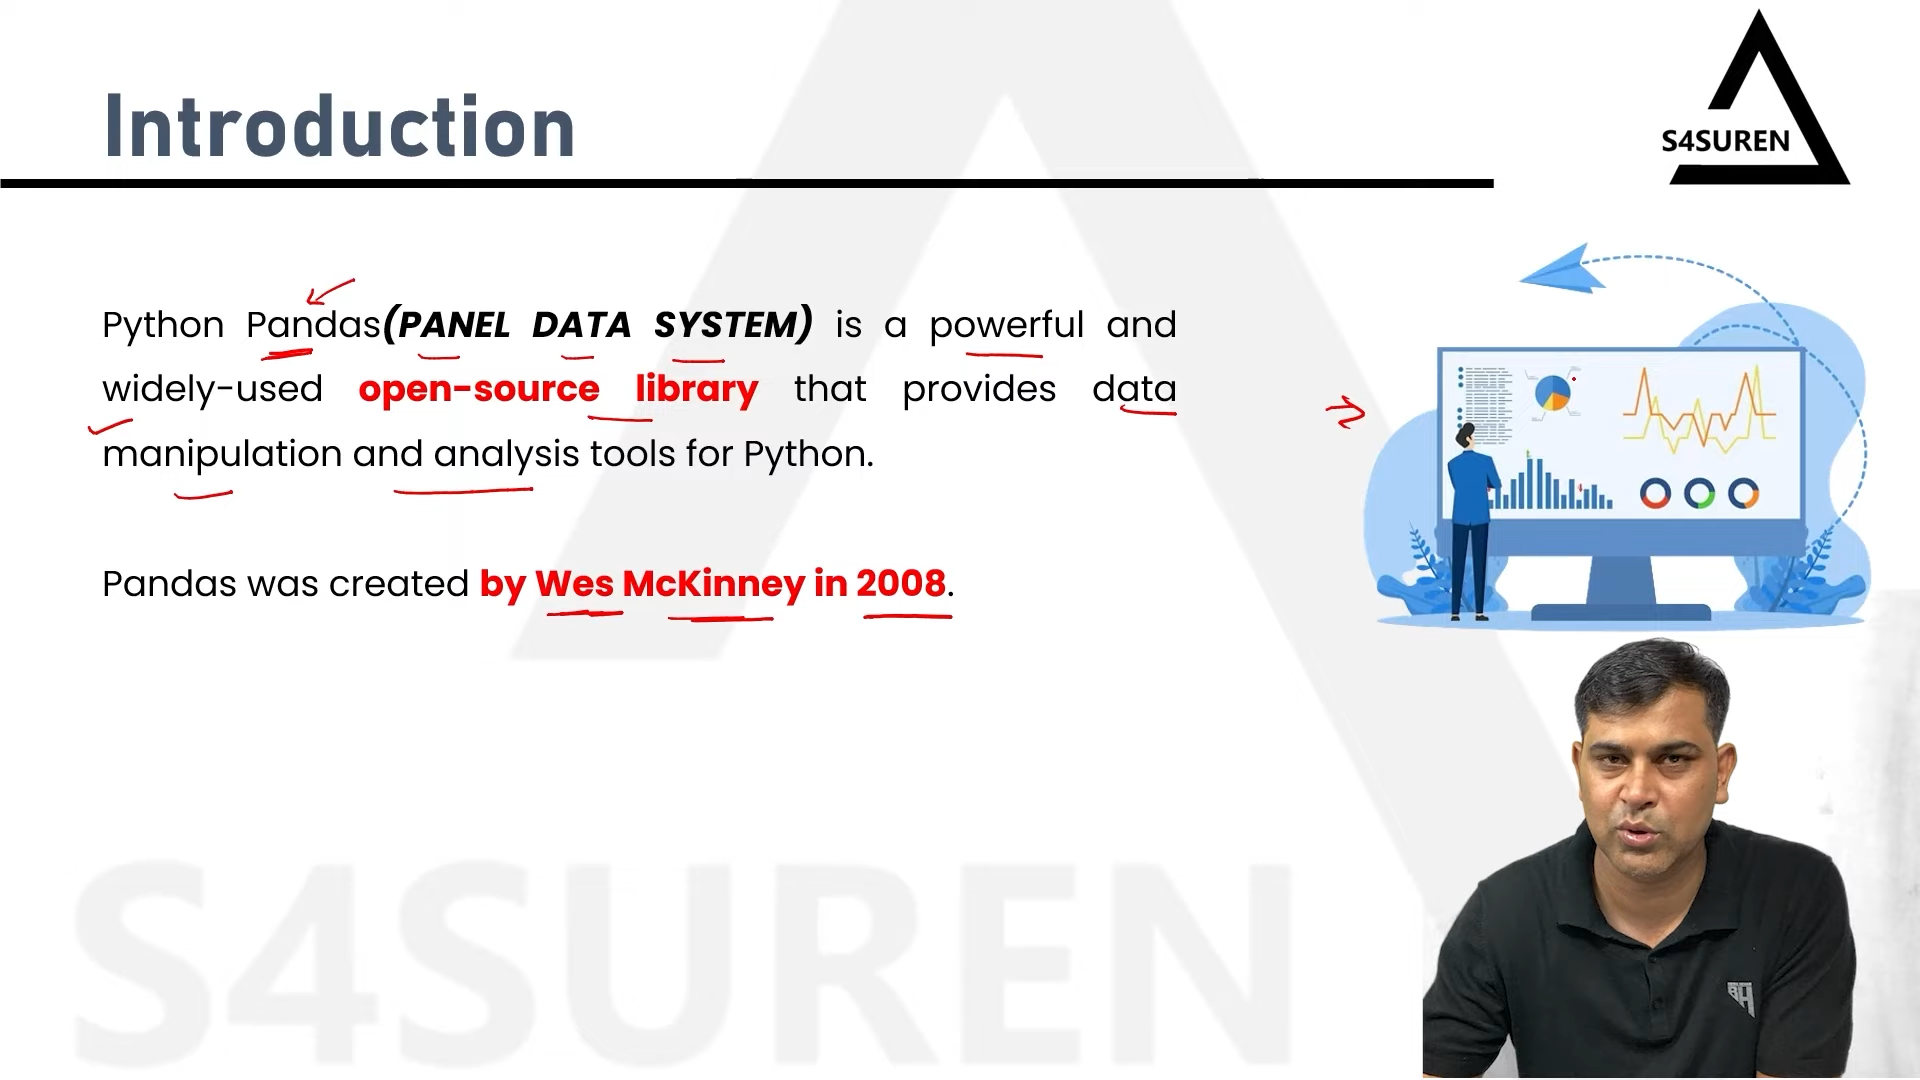 Introduction
S4SUREN
Python Pandas(PANEL DATA SYSTEM) is a powerful and
widely-used open-source library that provides data
manipulation and analysis tools for Python.
Pandas was created by Wes McKinney in 2008.
S4SUREN